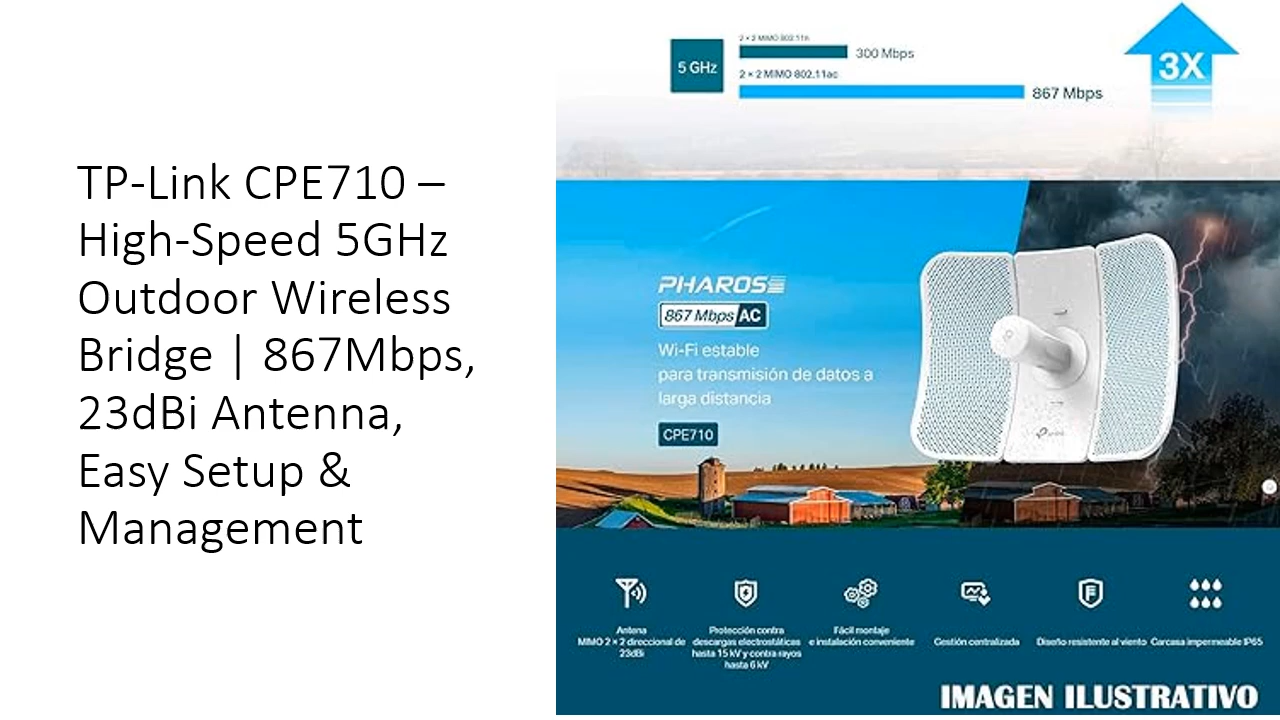 TP-Link CPE710 –
High-Speed 5GHz
Outdoor Wireless
Bridge | 867Mbps,
23dBi Antenna,
Easy Setup &
Management
5 GHz
2 × 2 MIMO 802.11n
300 Mbps
2 × 2 MIMO 802.11ac
867 Mbps
3X
PHAROS
867 Mbps AC
Wi-Fi estable
para transmisión de datos a
larga distancia
CPE710
tp-link
Antena
MIMO 2 × 2 direccional de
23dBi
Protección contra
descargas electrostáticas
hasta 15 kV y contra rayos
hasta 6 kV
Fácil montaje
e instalación conveniente
Gestión centralizada
Diseño resistente al viento
Carcasa impermeable IP65
IMAGEN ILUSTRATIVO